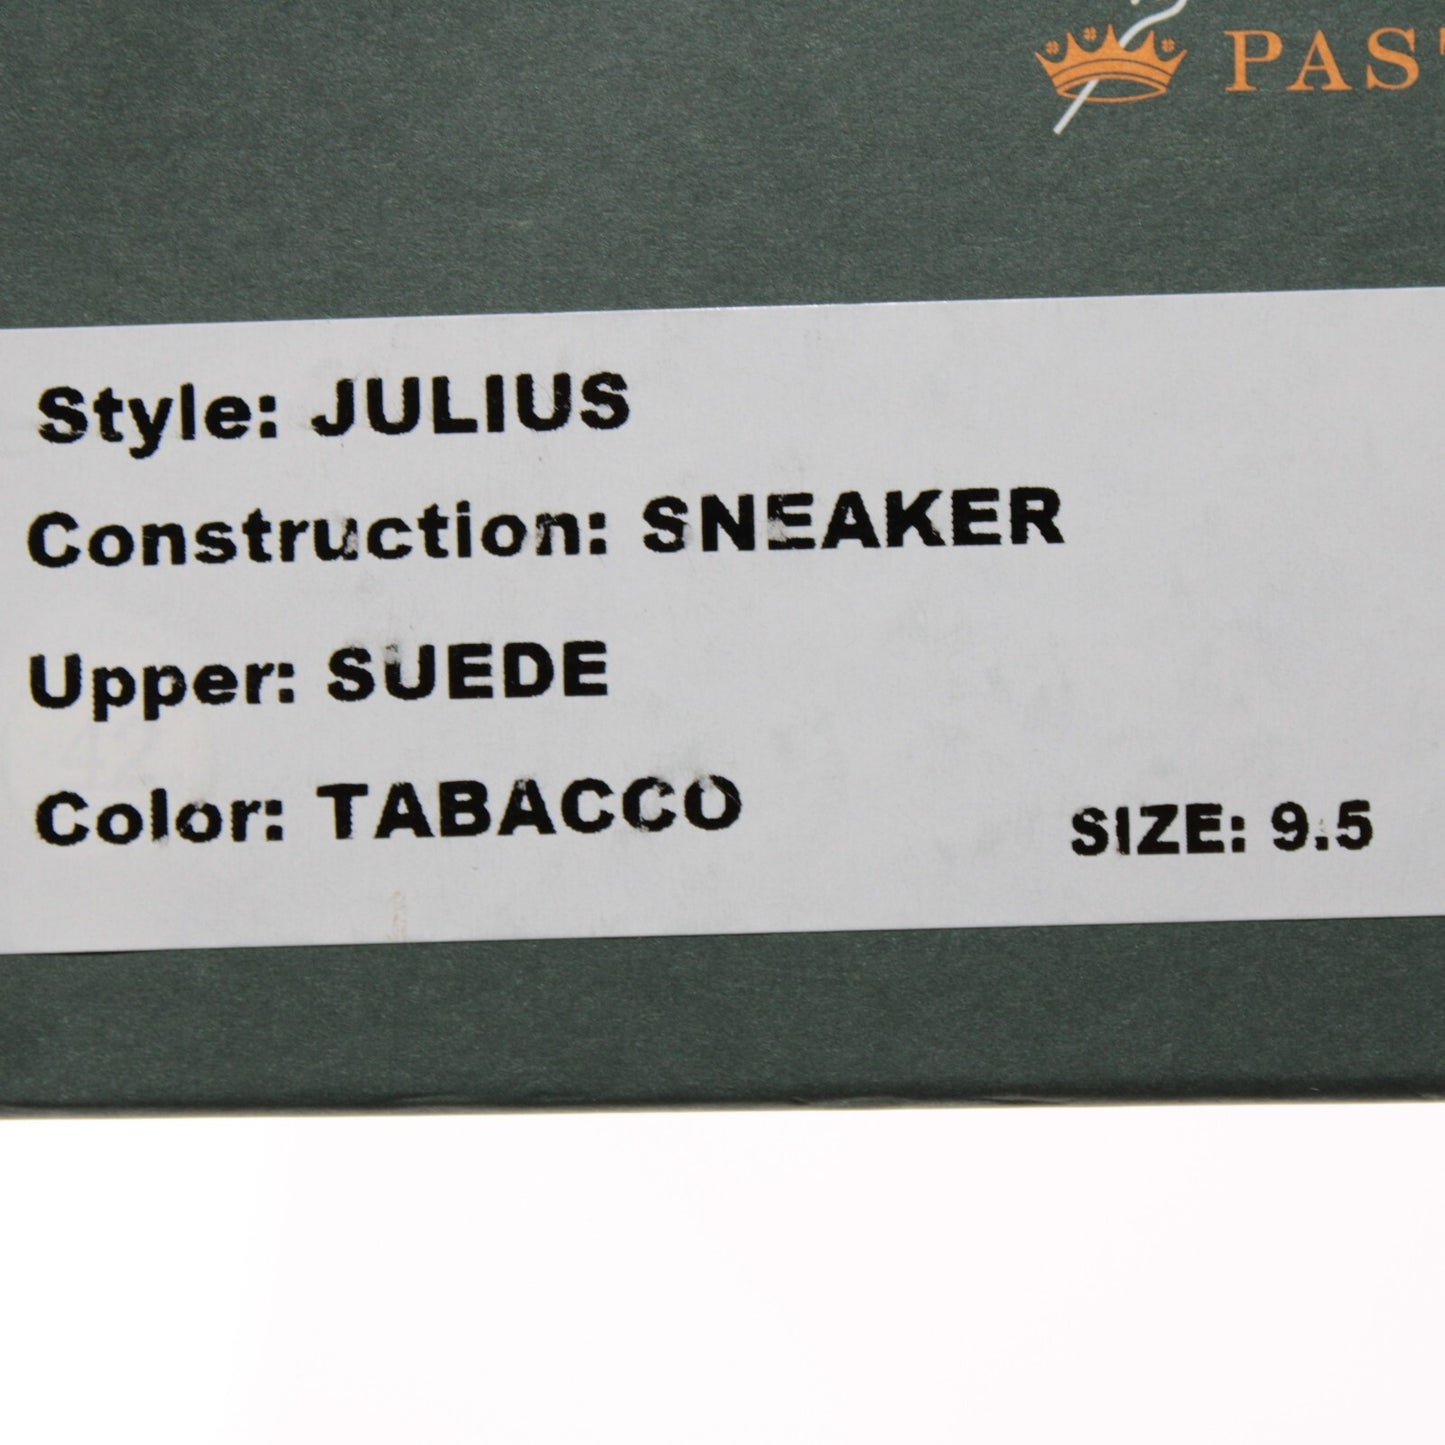 PAST
Style: JULIUS
Construction: SNEAKER
Upper: SUEDE
Color: TABACCO
SIZE: 9.5